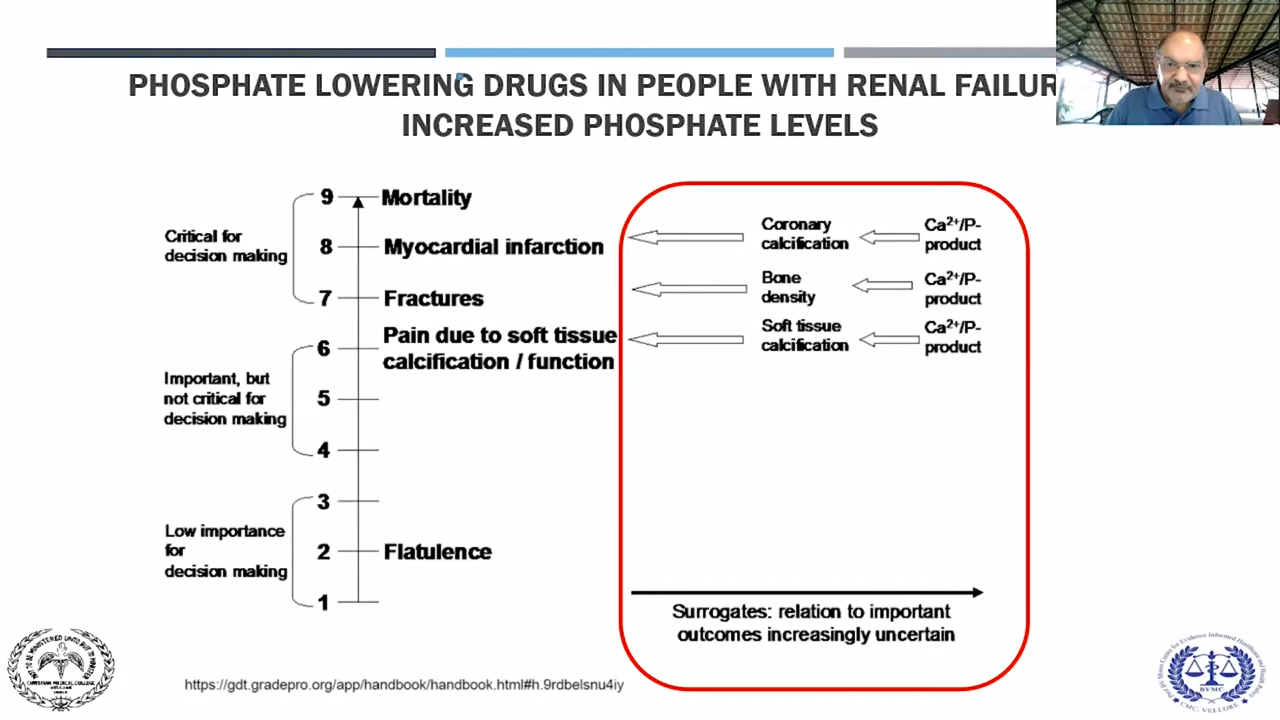 PHOSPHATE LOWERING DRUGS IN PEOPLE WITH RENAL FAILUR
INCREASED PHOSPHATE LEVELS
Critical for
decision making
9
Mortality
8
Myocardial infarction
7
Fractures
Important, but
not critical for
decision making
6
Pain due to soft tissue
calcification / function
5
4
Low importance
for
decision making
3
2
Flatulence
1
Coronary
calcification
Ca²⁺/P-
product
Bone
density
Ca²⁺/P-
product
Soft tissue
calcification
Ca²⁺/P-
product
Surrogates: relation to important
outcomes increasingly uncertain
https://gdt.gradepro.org/app/handbook/handbook.html#h.9rdbelsnu4iy
BVMC
CMC, VELLORE